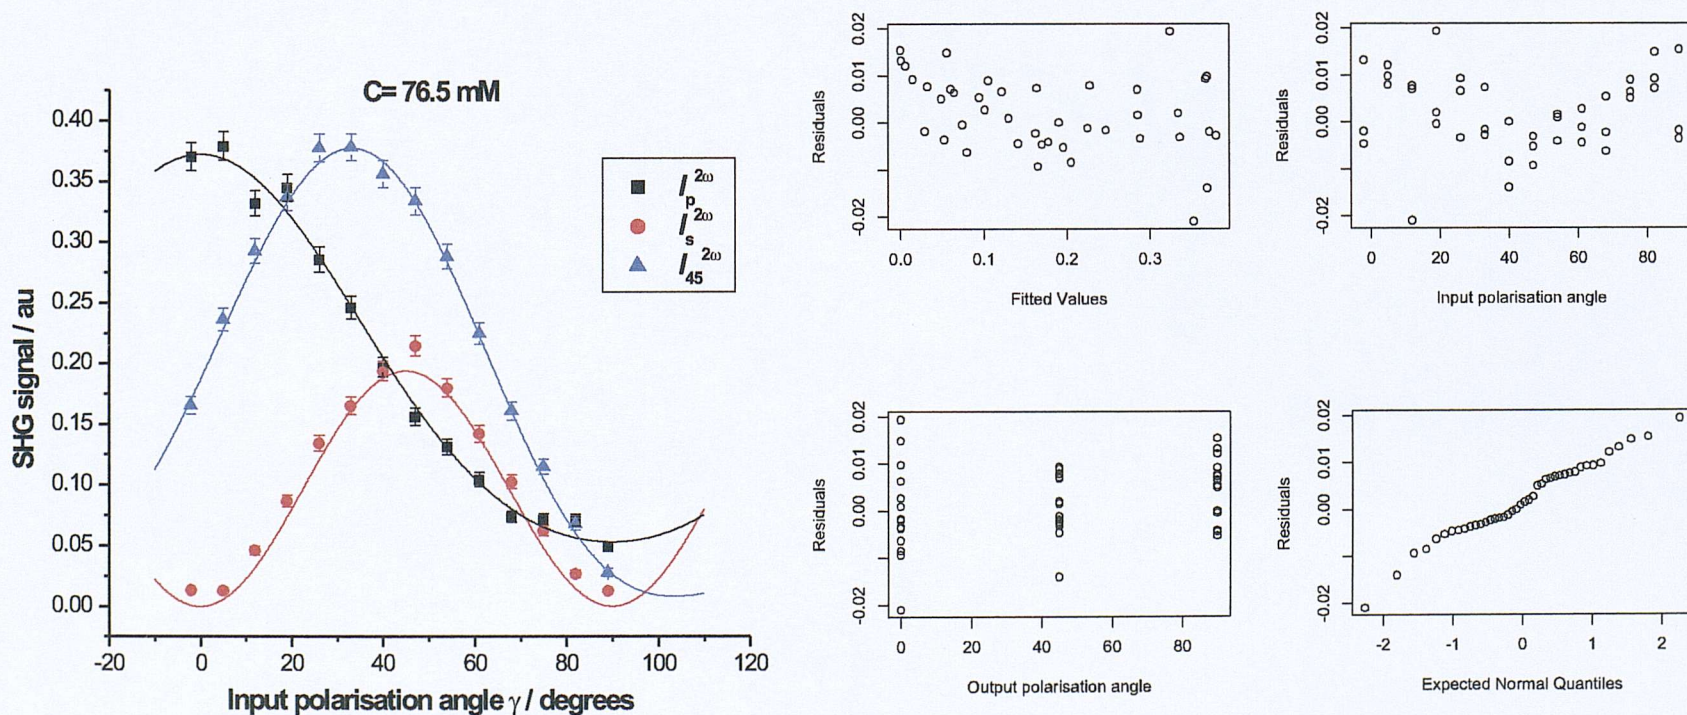 C= 76.5 mM
SHG signal / au
0.40
0.35
0.30
0.25
0.20
0.15
0.10
0.05
0.00
-20 0 20 40 60 80 100 120
Input polarisation angle γ / degrees
I p 2ω
I s 2ω
I 45 2ω
Residuals
0.02
0.01
0.00
-0.02
0.0 0.1 0.2 0.3
Fitted Values
Residuals
0.02
0.01
0.00
-0.02
0 20 40 60 80
Input polarisation angle
Residuals
0.02
0.01
0.00
-0.02
0 20 40 60 80
Output polarisation angle
Residuals
0.02
0.01
0.00
-0.02
-2 -1 0 1 2
Expected Normal Quantiles